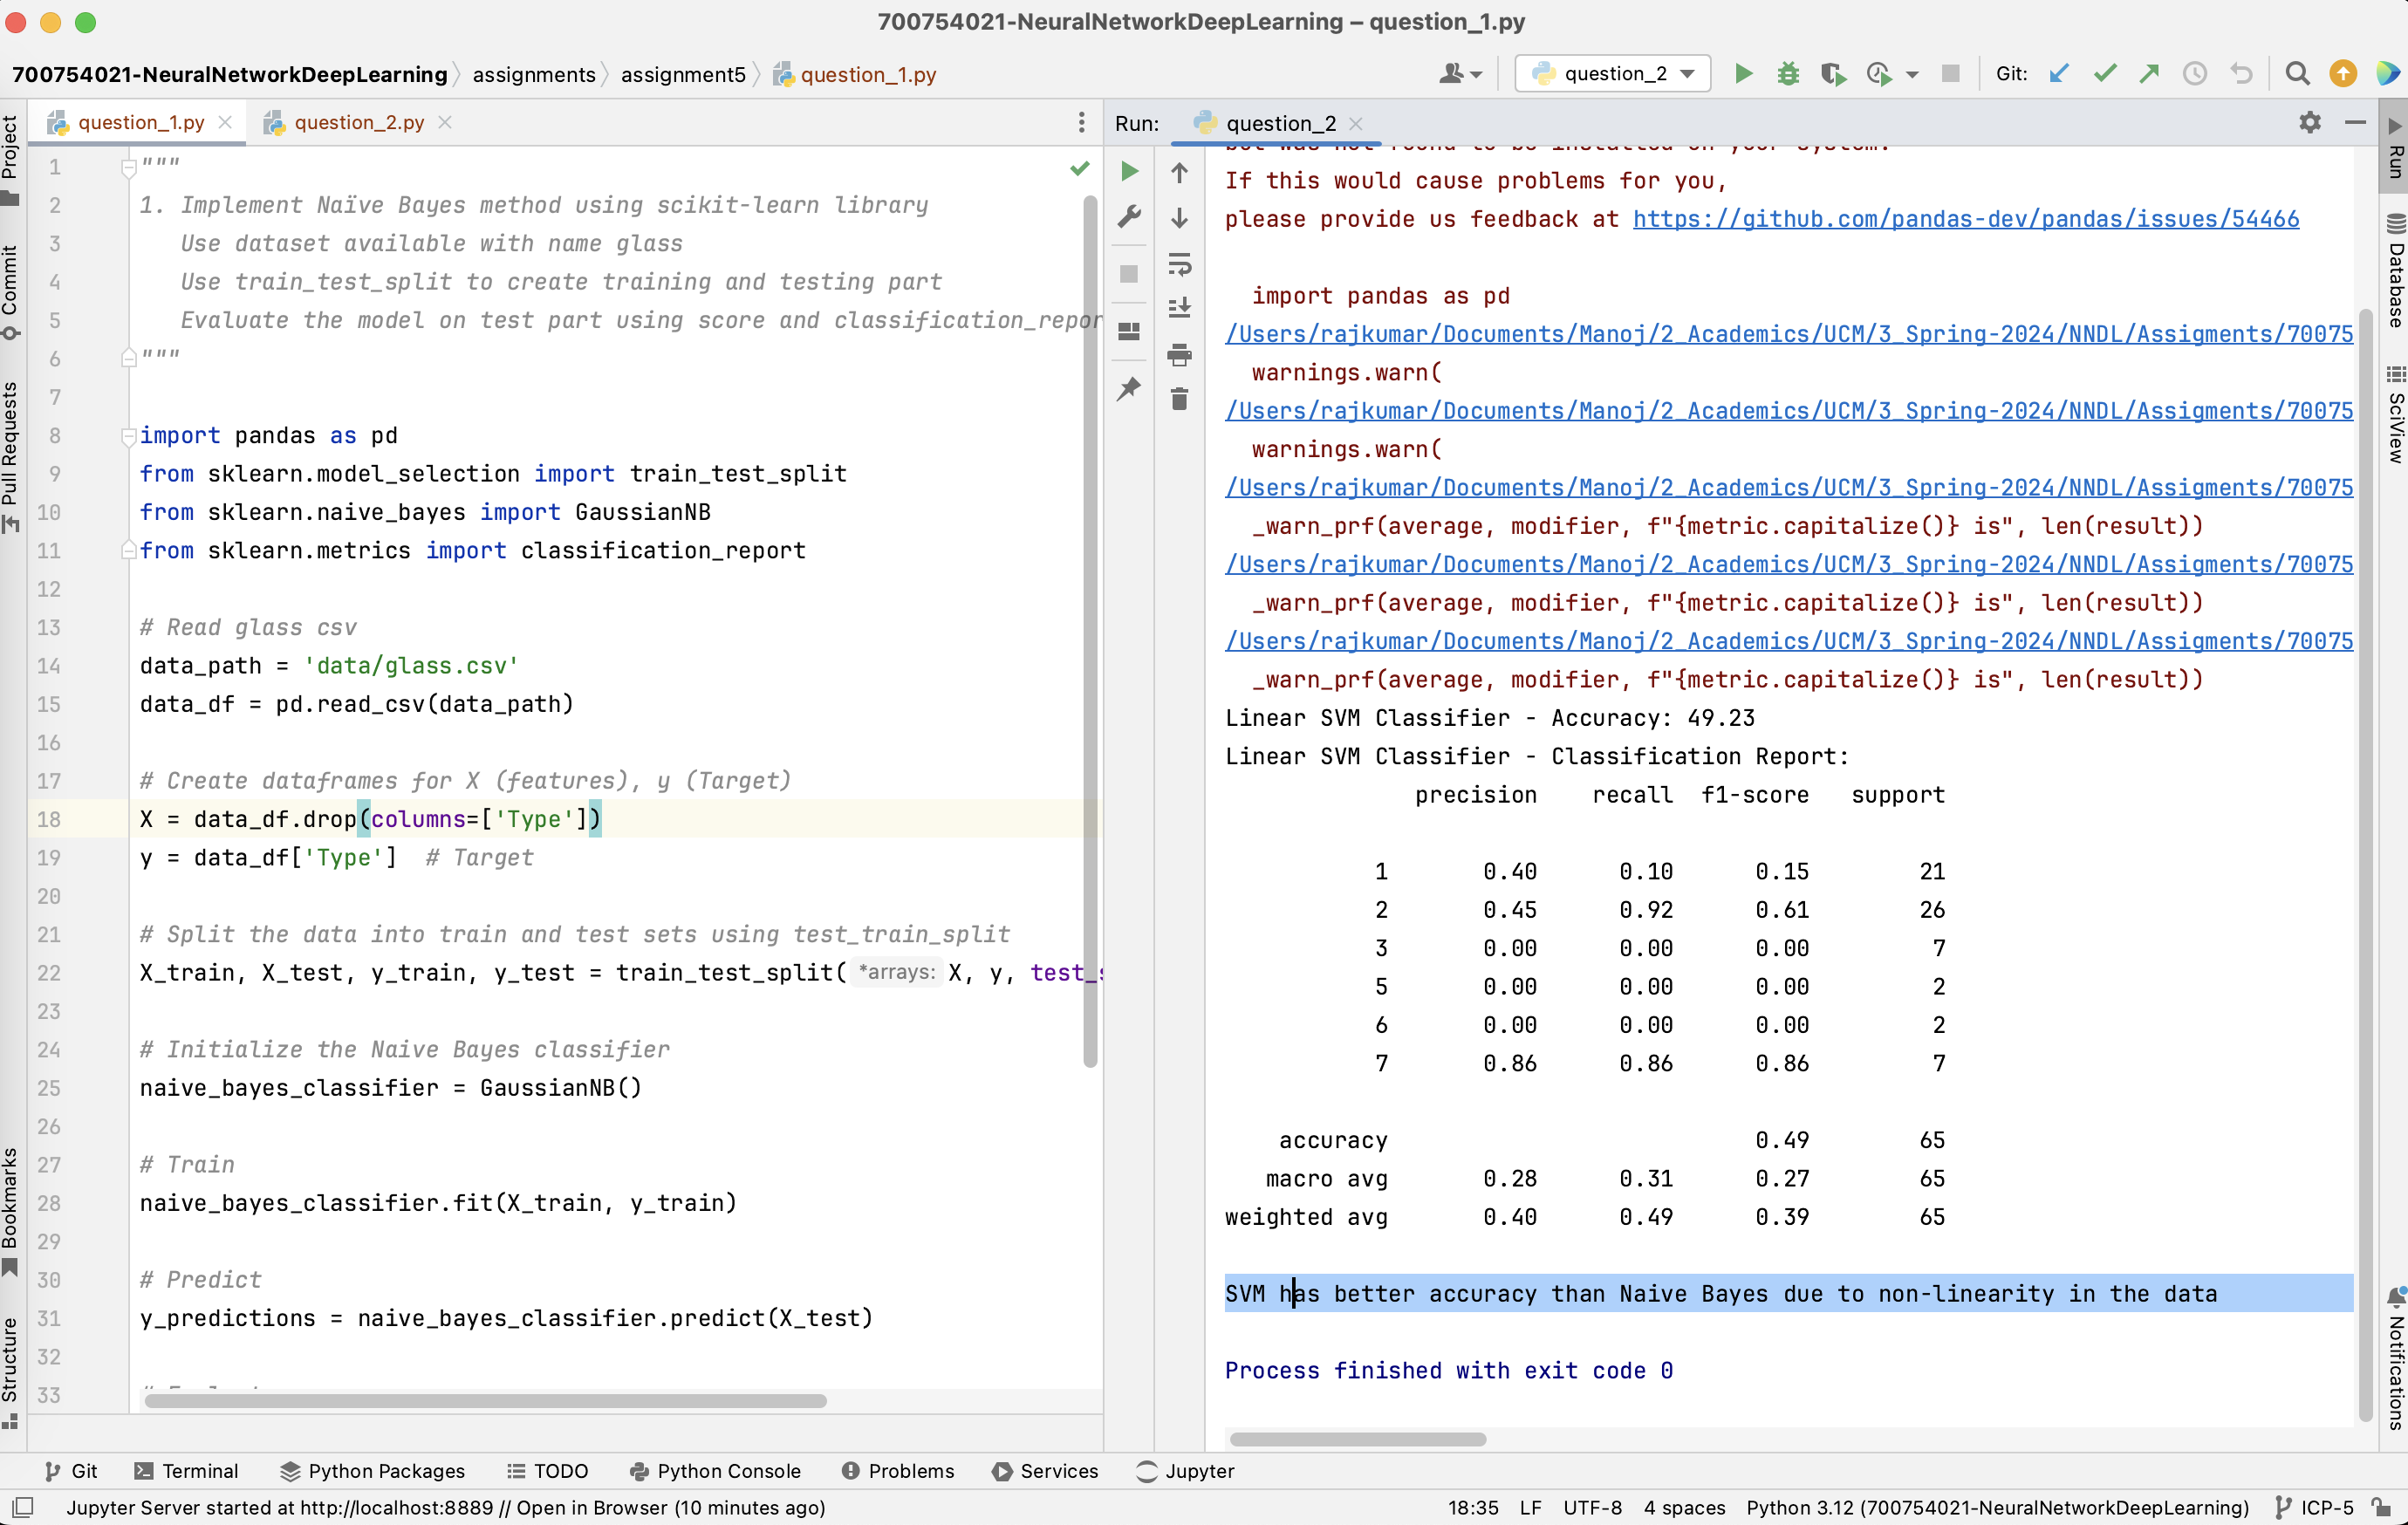 700754021-NeuralNetworkDeepLearning – question_1.py
700754021-NeuralNetworkDeepLearning
assignments
assignment5
question_1.py
question_2
Git:
question_1.py
question_2.py
Run:
question_2
Project
Commit
Pull Requests
Bookmarks
Structure
1 """
2 1. Implement Naïve Bayes method using scikit-learn library
3 Use dataset available with name glass
4 Use train_test_split to create training and testing part
5 Evaluate the model on test part using score and classification_repor
6 """
7
8 import pandas as pd
9 from sklearn.model_selection import train_test_split
10 from sklearn.naive_bayes import GaussianNB
11 from sklearn.metrics import classification_report
12
13 # Read glass csv
14 data_path = 'data/glass.csv'
15 data_df = pd.read_csv(data_path)
16
17 # Create dataframes for X (features), y (Target)
18 X = data_df.drop(columns=['Type'])
19 y = data_df['Type']  # Target
20
21 # Split the data into train and test sets using test_train_split
22 X_train, X_test, y_train, y_test = train_test_split( *arrays: X, y, test_s
23
24 # Initialize the Naive Bayes classifier
25 naive_bayes_classifier = GaussianNB()
26
27 # Train
28 naive_bayes_classifier.fit(X_train, y_train)
29
30 # Predict
31 y_predictions = naive_bayes_classifier.predict(X_test)
32
33
but was not found to be installed on your system.
If this would cause problems for you,
please provide us feedback at https://github.com/pandas-dev/pandas/issues/54466
import pandas as pd
/Users/rajkumar/Documents/Manoj/2_Academics/UCM/3_Spring-2024/NNDL/Assigments/70075
warnings.warn(
/Users/rajkumar/Documents/Manoj/2_Academics/UCM/3_Spring-2024/NNDL/Assigments/70075
warnings.warn(
/Users/rajkumar/Documents/Manoj/2_Academics/UCM/3_Spring-2024/NNDL/Assigments/70075
_warn_prf(average, modifier, f"{metric.capitalize()} is", len(result))
/Users/rajkumar/Documents/Manoj/2_Academics/UCM/3_Spring-2024/NNDL/Assigments/70075
_warn_prf(average, modifier, f"{metric.capitalize()} is", len(result))
/Users/rajkumar/Documents/Manoj/2_Academics/UCM/3_Spring-2024/NNDL/Assigments/70075
_warn_prf(average, modifier, f"{metric.capitalize()} is", len(result))
Linear SVM Classifier - Accuracy: 49.23
Linear SVM Classifier - Classification Report:
precision recall f1-score support
1 0.40 0.10 0.15 21
2 0.45 0.92 0.61 26
3 0.00 0.00 0.00 7
5 0.00 0.00 0.00 2
6 0.00 0.00 0.00 2
7 0.86 0.86 0.86 7
accuracy 0.49 65
macro avg 0.28 0.31 0.27 65
weighted avg 0.40 0.49 0.39 65
SVM has better accuracy than Naive Bayes due to non-linearity in the data
Process finished with exit code 0
Run
Database
SciView
Notifications
Git
Terminal
Python Packages
TODO
Python Console
Problems
Services
Jupyter
Jupyter Server started at http://localhost:8889 // Open in Browser (10 minutes ago)
18:35 LF UTF-8 4 spaces Python 3.12 (700754021-NeuralNetworkDeepLearning) ICP-5